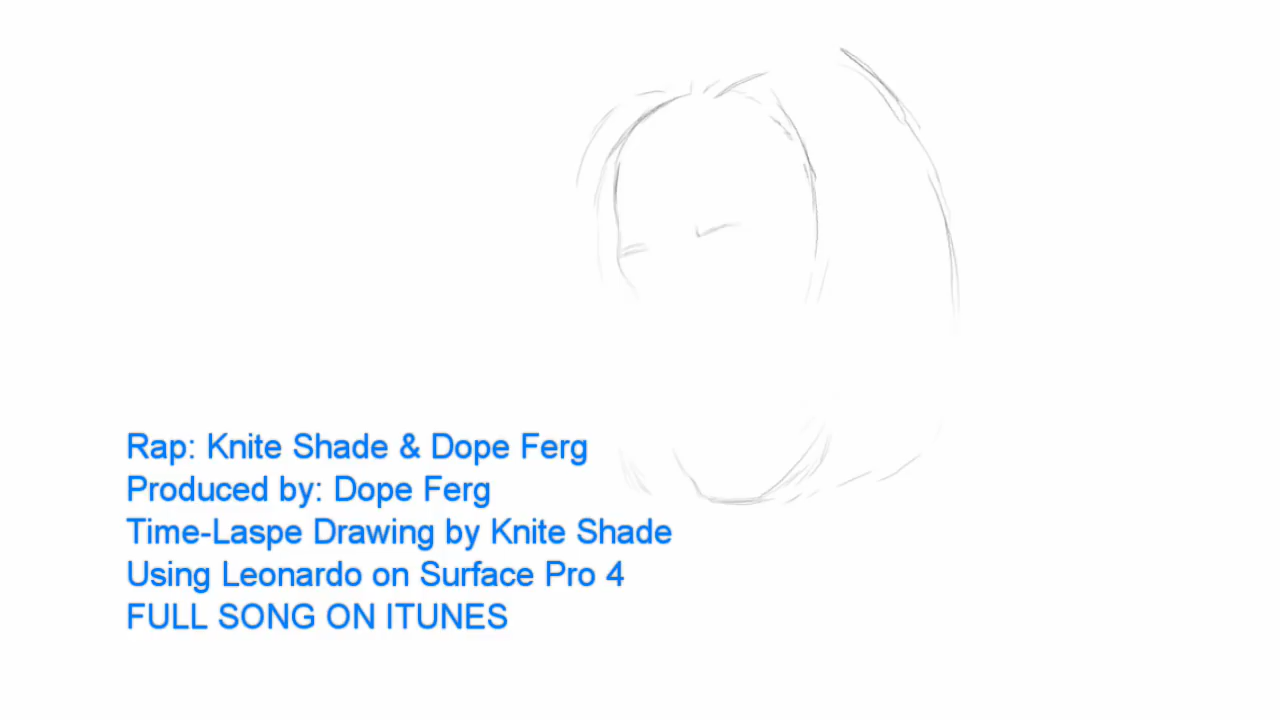 Rap: Knite Shade & Dope Ferg
Produced by: Dope Ferg
Time-Laspe Drawing by Knite Shade
Using Leonardo on Surface Pro 4
FULL SONG ON ITUNES